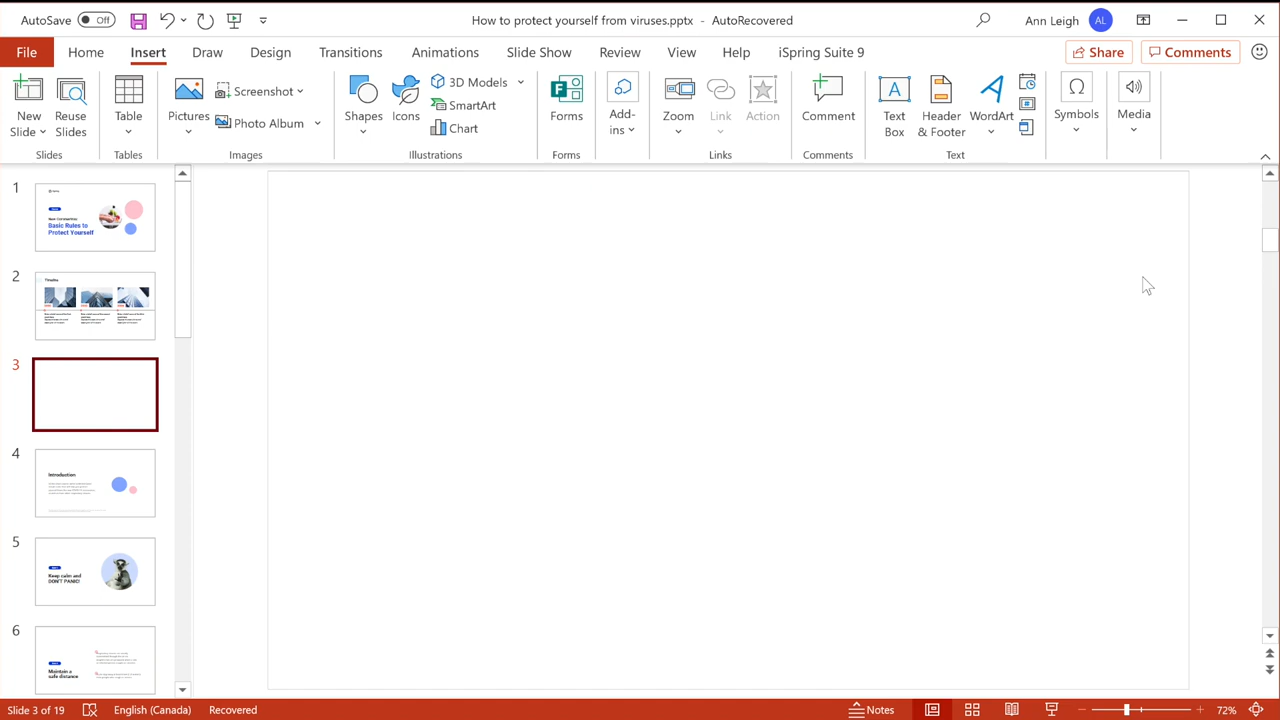 AutoSave Off How to protect yourself from viruses.pptx - AutoRecovered Ann Leigh AL
File Home Insert Draw Design Transitions Animations Slide Show Review View Help iSpring Suite 9 Share Comments
New Slide
Reuse Slides
Slides
Table
Tables
Pictures
Screenshot
Photo Album
Images
Shapes
Icons
3D Models
SmartArt
Chart
Illustrations
Forms
Forms
Add-ins
Zoom
Link
Action
Links
Comment
Comments
Text Box
Header & Footer
WordArt
Text
Symbols
Media
1
Basic Rules to
Protect Yourself
2
Timeline
3
4
Introduction
5
Keep calm and
DON'T PANIC!
6
Maintain a
safe distance
Slide 3 of 19 English (Canada) Recovered Notes 72%